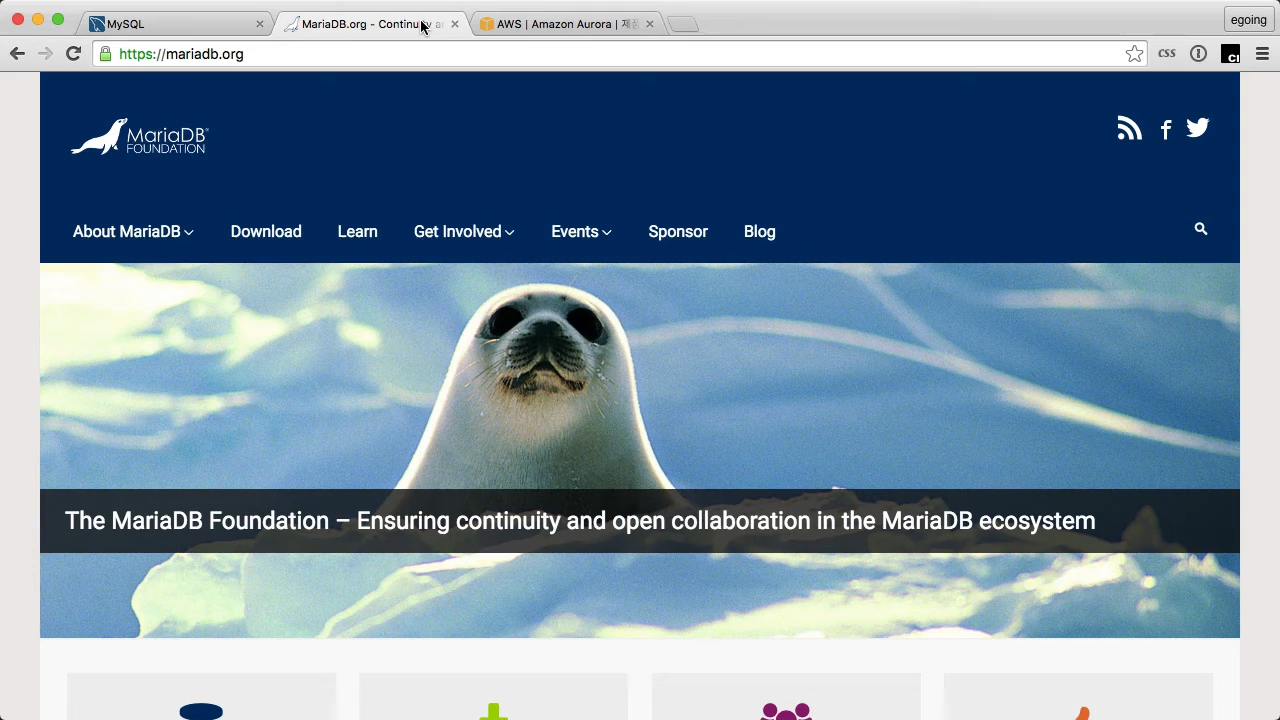 MySQL
MariaDB.org - Continuity a
AWS | Amazon Aurora | 제품
egoing
https://mariadb.org
css
MariaDB®
FOUNDATION
About MariaDB
Download
Learn
Get Involved
Events
Sponsor
Blog
The MariaDB Foundation – Ensuring continuity and open collaboration in the MariaDB ecosystem